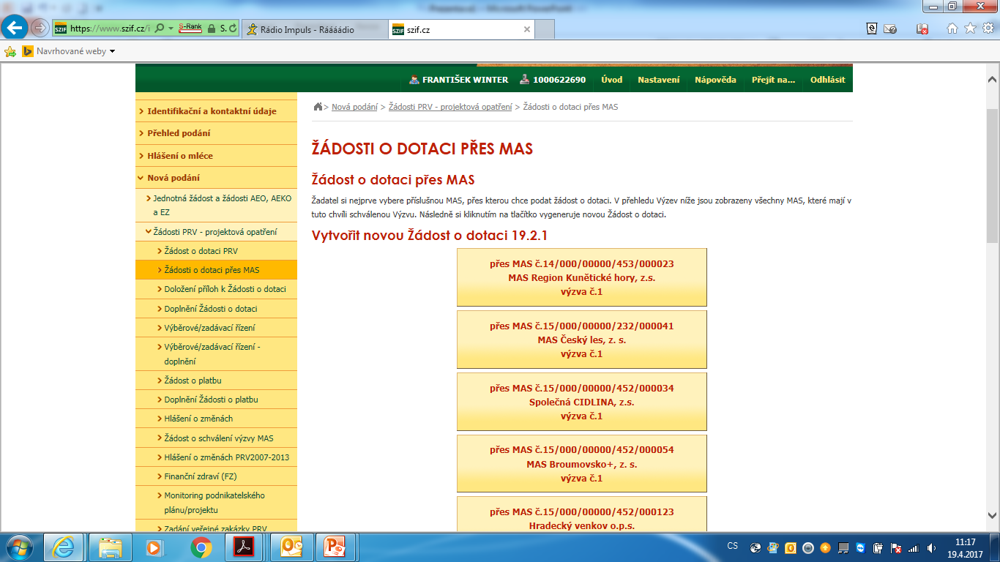 Presentace1 - Microsoft PowerPoint
https://www.szif.cz/i
S-Rank
S.
Rádio Impuls - Ráááádio
SZIF szif.cz
Navrhované weby
FRANTIŠEK WINTER 1000622690 Úvod Nastavení Nápověda Přejít na... Odhlásit
Identifikační a kontaktní údaje
Přehled podání
Hlášení o mléce
Nová podání
Jednotná žádost a žádosti AEO, AEKO
a EZ
Žádosti PRV - projektová opatření
Žádost o dotaci PRV
Žádosti o dotaci přes MAS
Doložení příloh k Žádosti o dotaci
Doplnění Žádosti o dotaci
Výběrové/zadávací řízení
Výběrové/zadávací řízení -
doplnění
Žádost o platbu
Doplnění Žádosti o platbu
Hlášení o změnách
Žádost o schválení výzvy MAS
Hlášení o změnách PRV2007-2013
Finanční zdraví (FZ)
Monitoring podnikatelského
plánu/projektu
Zadání veřejné zakázky PRV
> Nová podání > Žádosti PRV - projektová opatření > Žádosti o dotaci přes MAS
ŽÁDOSTI O DOTACI PŘES MAS
Žádost o dotaci přes MAS
Žadatel si nejprve vybere příslušnou MAS, přes kterou chce podat žádost o dotaci. V přehledu Výzev níže jsou zobrazeny všechny MAS, které mají v
tuto chvíli schválenou Výzvu. Následně si kliknutím na tlačítko vygeneruje novou Žádost o dotaci.
Vytvořit novou Žádost o dotaci 19.2.1
přes MAS č.14/000/00000/453/000023
MAS Region Kunětické hory, z.s.
výzva č.1
přes MAS č.15/000/00000/232/000041
MAS Český les, z. s.
výzva č.1
přes MAS č.15/000/00000/452/000034
Společná CIDLINA, z.s.
výzva č.1
přes MAS č.15/000/00000/452/000054
MAS Broumovsko+, z. s.
výzva č.1
přes MAS č.15/000/00000/452/000123
Hradecký venkov o.p.s.
CS
11:17
19.4.2017